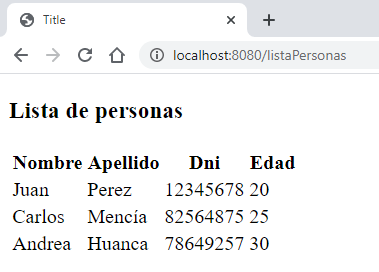 Title
localhost:8080/listaPersonas
Lista de personas
Nombre Apellido Dni Edad
Juan Perez 12345678 20
Carlos Mencía 82564875 25
Andrea Huanca 78649257 30